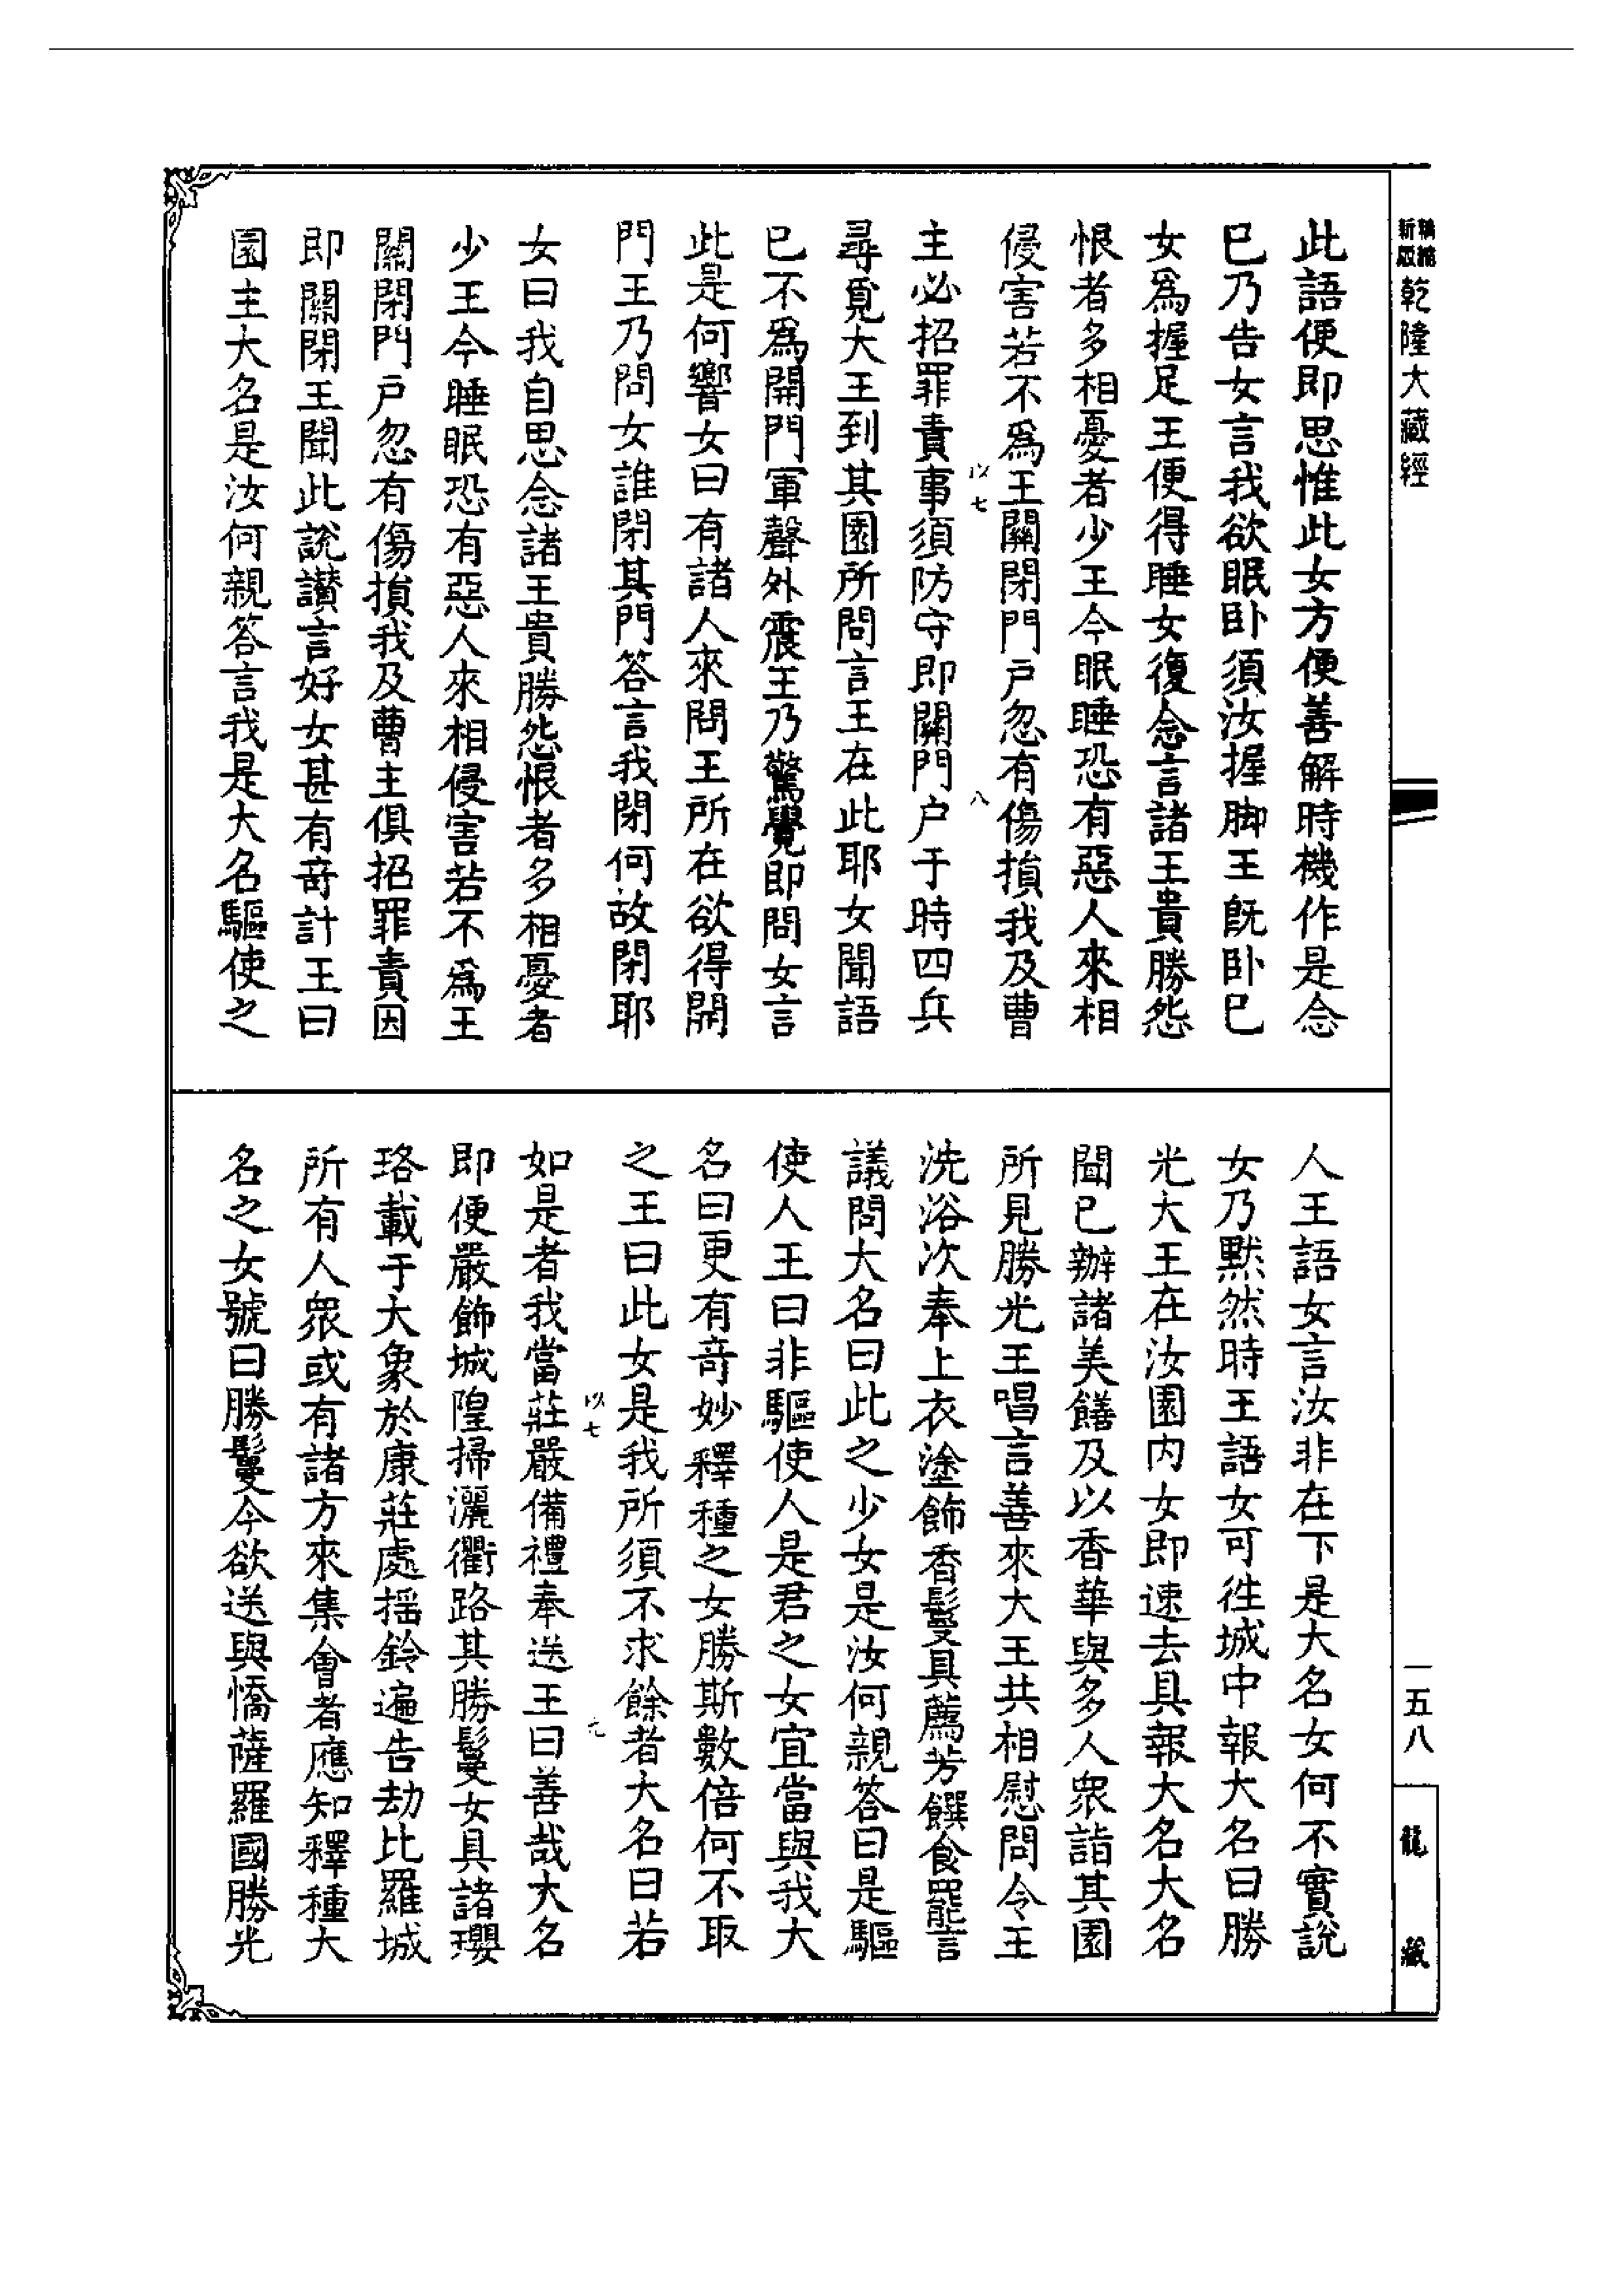 新版精縮
乾隆大藏經
此語便即思惟此女方便善解時機作是念
已乃告女言我欲眠卧須汝握脚王既卧已
女爲握足王便得睡女復念言諸王貴勝怨
恨者多相憂者少王今眠睡恐有惡人來相
侵害若不爲王關閉門户忽有傷損我及曹
以七
八
主必招罪責事須防守即關門户于時四兵
尋覓大王到其園所問言王在此耶女聞語
已不爲開門軍聲外震王乃驚覺即問女言
此是何響女曰有諸人來問王所在欲得開
門王乃問女誰閉其門答言我閉何故閉耶
女曰我自思念諸王貴勝怨恨者多相憂者
少王今睡眠恐有惡人來相侵害若不爲王
關閉門户忽有傷損我及曹主俱招罪責因
即關閉王聞此説讃言好女甚有竒計王曰
園主大名是汝何親答言我是大名驅使之
人王語女言汝非在下是大名女何不實説
女乃默然時王語女可往城中報大名曰勝
光大王在汝園内女即速去具報大名大名
聞已辦諸美饍及以香華與多人衆詣其園
所見勝光王唱言善來大王共相慰問令王
洗浴次奉上衣塗飾香鬘具薦芳饌食罷言
議問大名曰此之少女是汝何親答曰是驅
使人王曰非驅使人是君之女宜當與我大
名曰更有竒妙釋種之女勝斯數倍何不取
之王曰此女是我所須不求餘者大名曰若
以七
九
如是者我當莊嚴備禮奉送王曰善哉大名
即便嚴飾城隍掃灑衢路其勝鬘女具諸瓔
珞載于大象於康莊處摇鈴遍告劫比羅城
所有人衆或有諸方來集會者應知釋種大
名之女號曰勝鬘今欲送與憍薩羅國勝光
一五八
龍藏